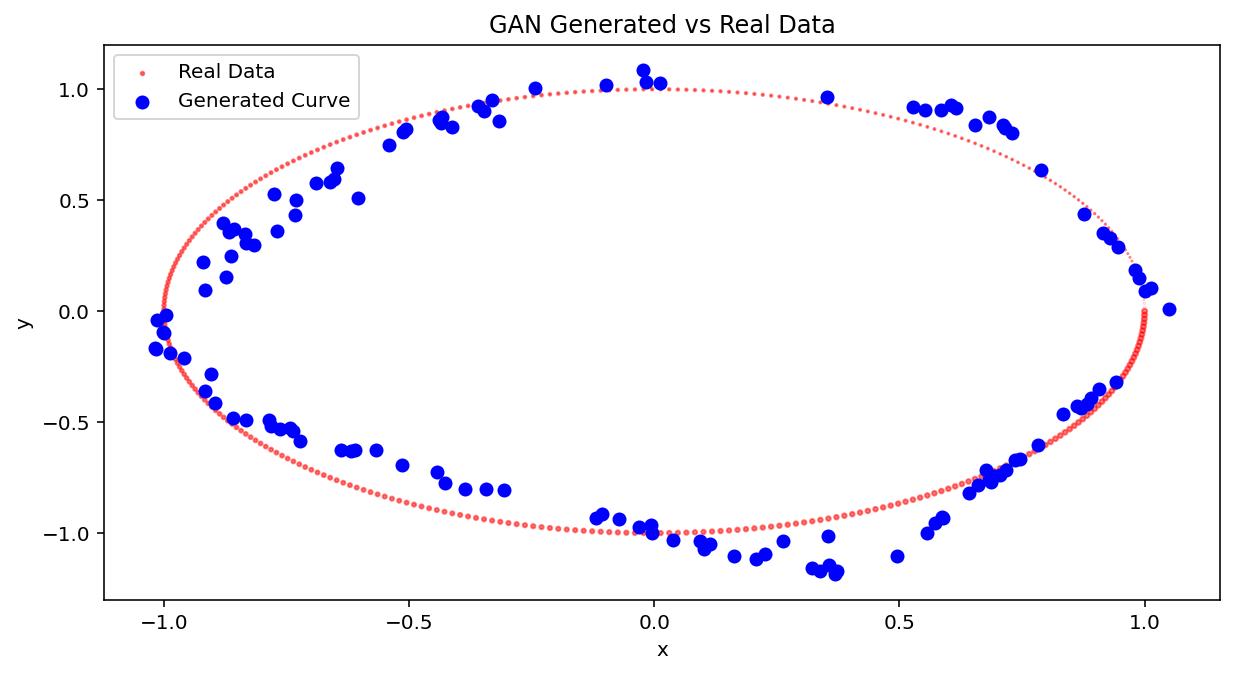 GAN Generated vs Real Data
Real Data
Generated Curve
1.0
0.5
0.0
−0.5
−1.0
y
−1.0 −0.5 0.0 0.5 1.0
x